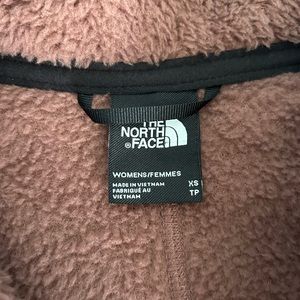 THE
NORTH
®FACE
WOMENS/FEMMES
MADE IN VIETNAM
FABRIQUÉ AU
VIETNAM
XS
TP